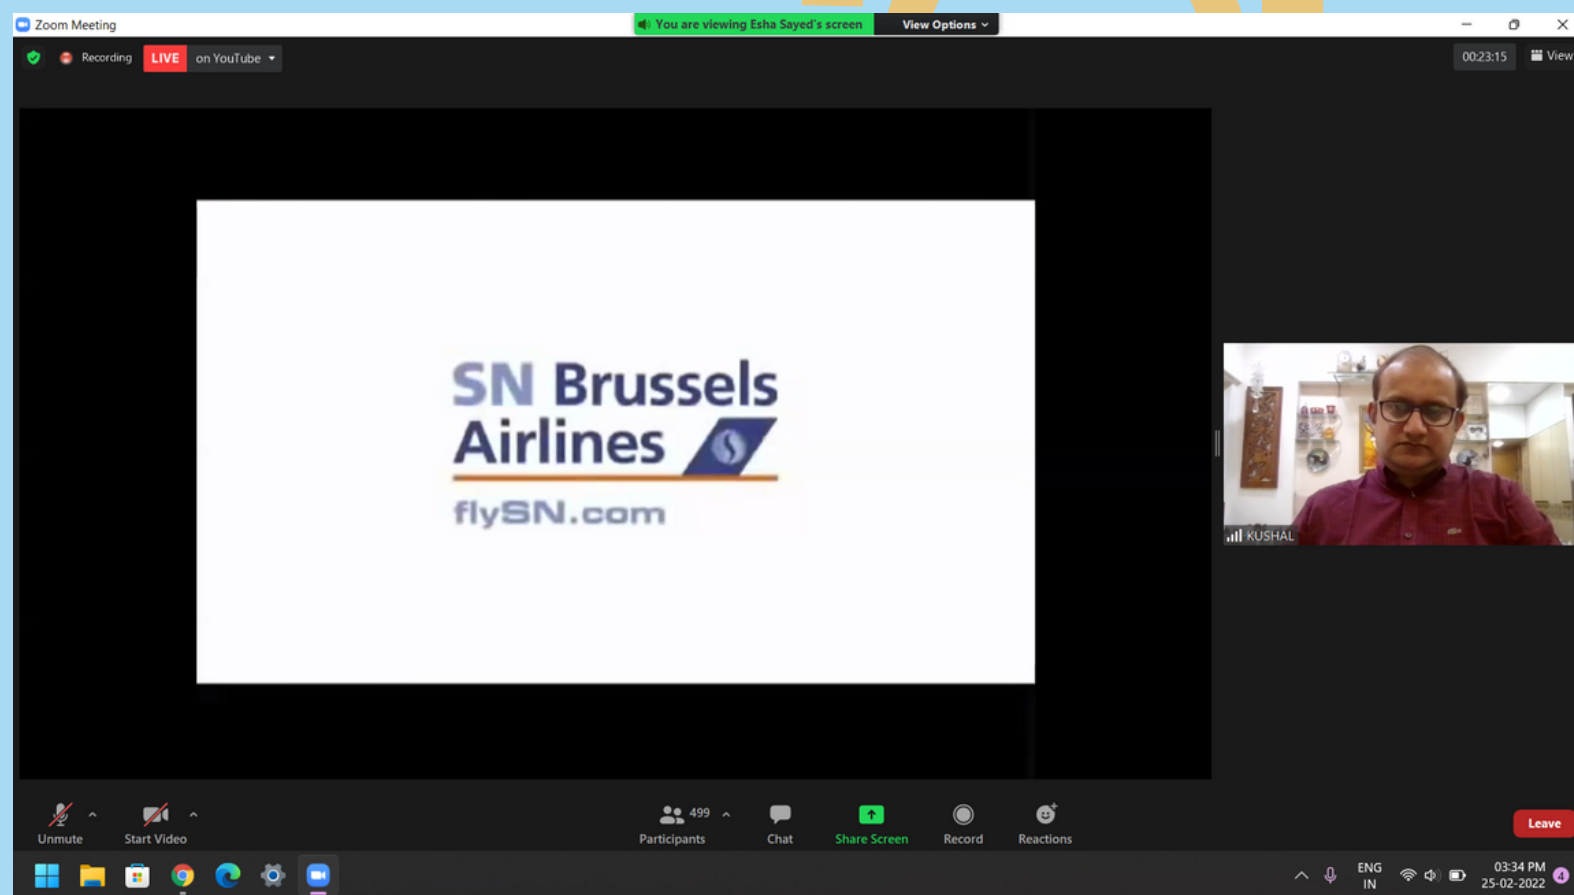 Zoom Meeting
You are viewing Esha Sayed's screen
View Options
Recording
LIVE
on YouTube
00:23:15
View
SN Brussels
Airlines
flySN.com
KUSHAL
Unmute
Start Video
499
Participants
Chat
Share Screen
Record
Reactions
Leave
ENG
IN
03:34 PM
25-02-2022
4